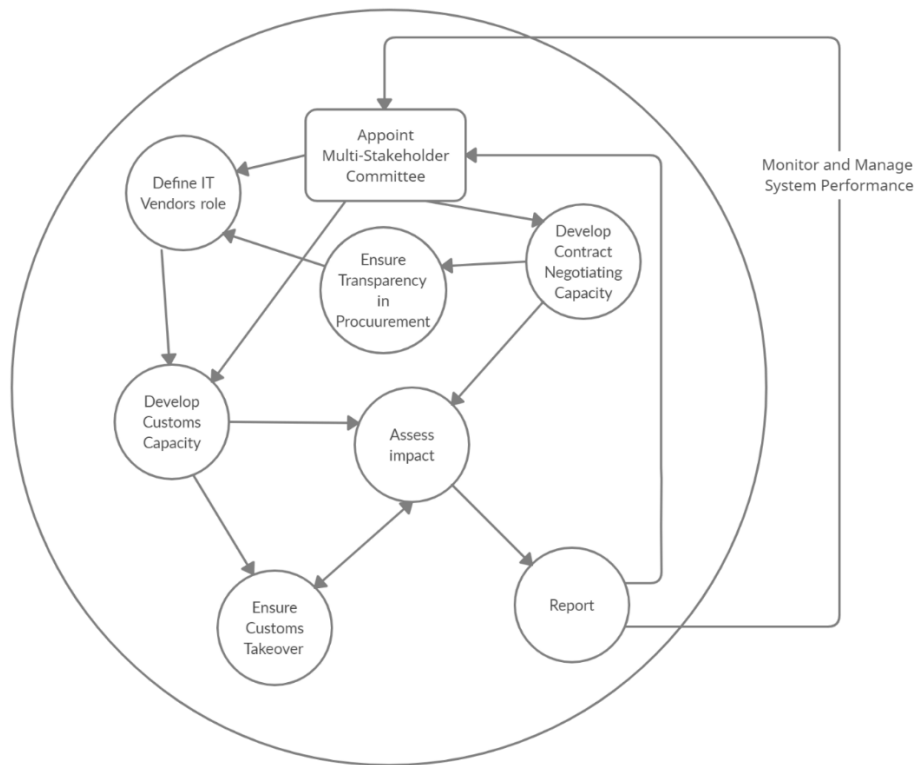 Appoint
Multi-Stakeholder
Committee
Monitor and Manage
System Performance
Define IT
Vendors role
Ensure
Transparency
in
Procuurement
Develop
Contract
Negotiating
Capacity
Develop
Customs
Capacity
Assess
impact
Ensure
Customs
Takeover
Report